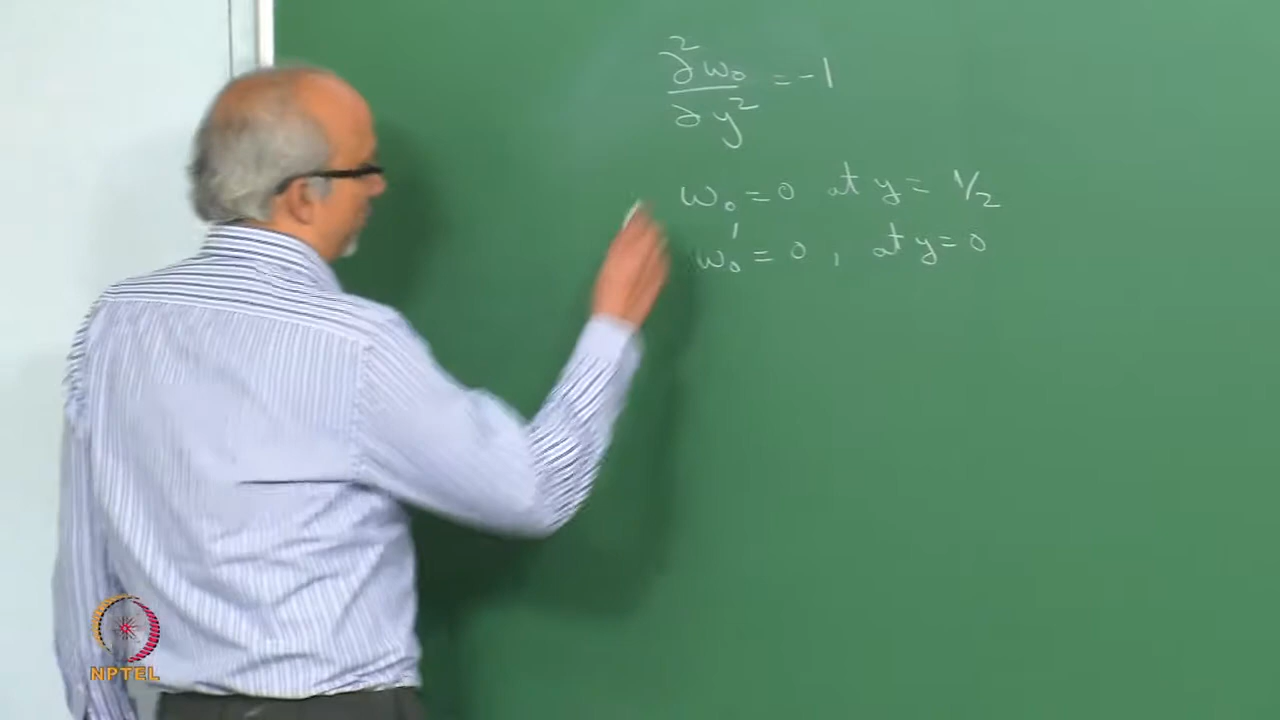 ∂²w₀/∂y² = -1
w₀ = 0 at y = 1/2
w₀' = 0, at y = 0
NPTEL